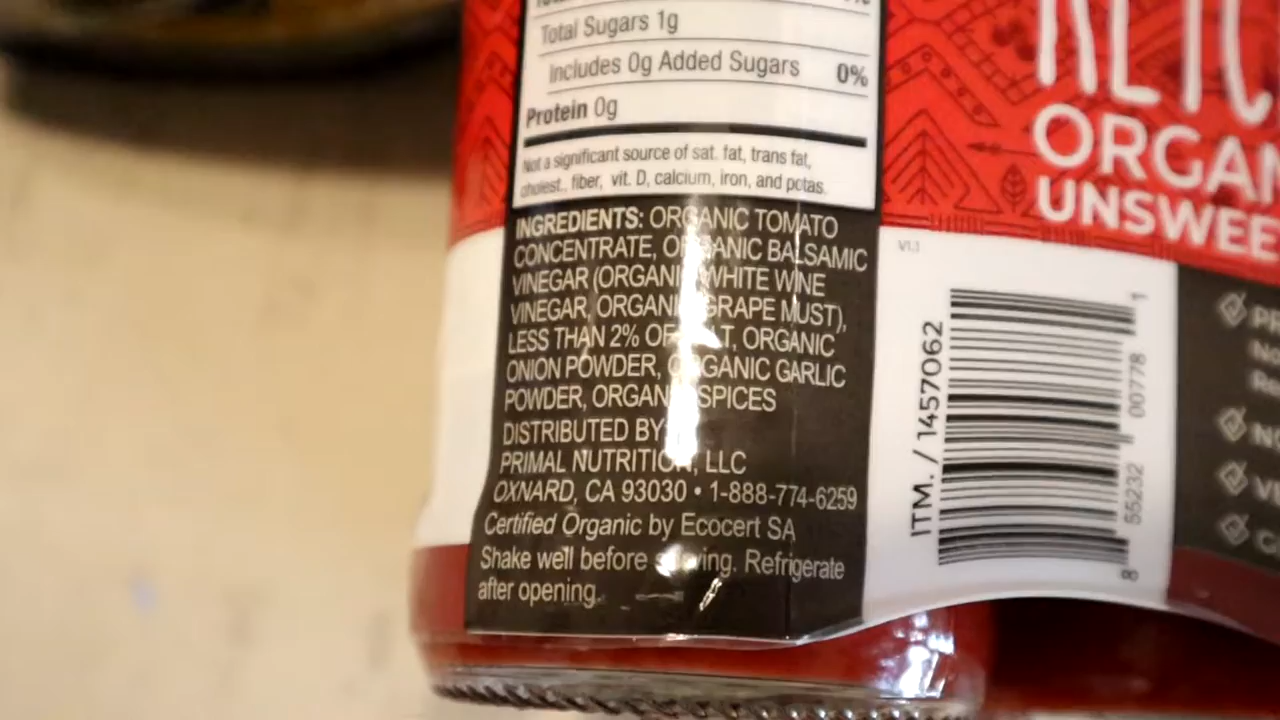 Total Sugars 1g
Includes 0g Added Sugars 0%
Protein 0g
Not a significant source of sat. fat, trans fat,
cholest., fiber, vit. D, calcium, iron, and potas.
INGREDIENTS: ORGANIC TOMATO
CONCENTRATE, ORGANIC BALSAMIC
VINEGAR (ORGANIC WHITE WINE
VINEGAR, ORGANIC GRAPE MUST),
LESS THAN 2% OF SALT, ORGANIC
ONION POWDER, ORGANIC GARLIC
POWDER, ORGANIC SPICES
DISTRIBUTED BY
PRIMAL NUTRITION, LLC
OXNARD, CA 93030 • 1-888-774-6259
Certified Organic by Ecocert SA
Shake well before serving. Refrigerate
after opening.
V1.1
ITM. / 1457062
8 55232 00778 1
ORGAN
UNSWEE